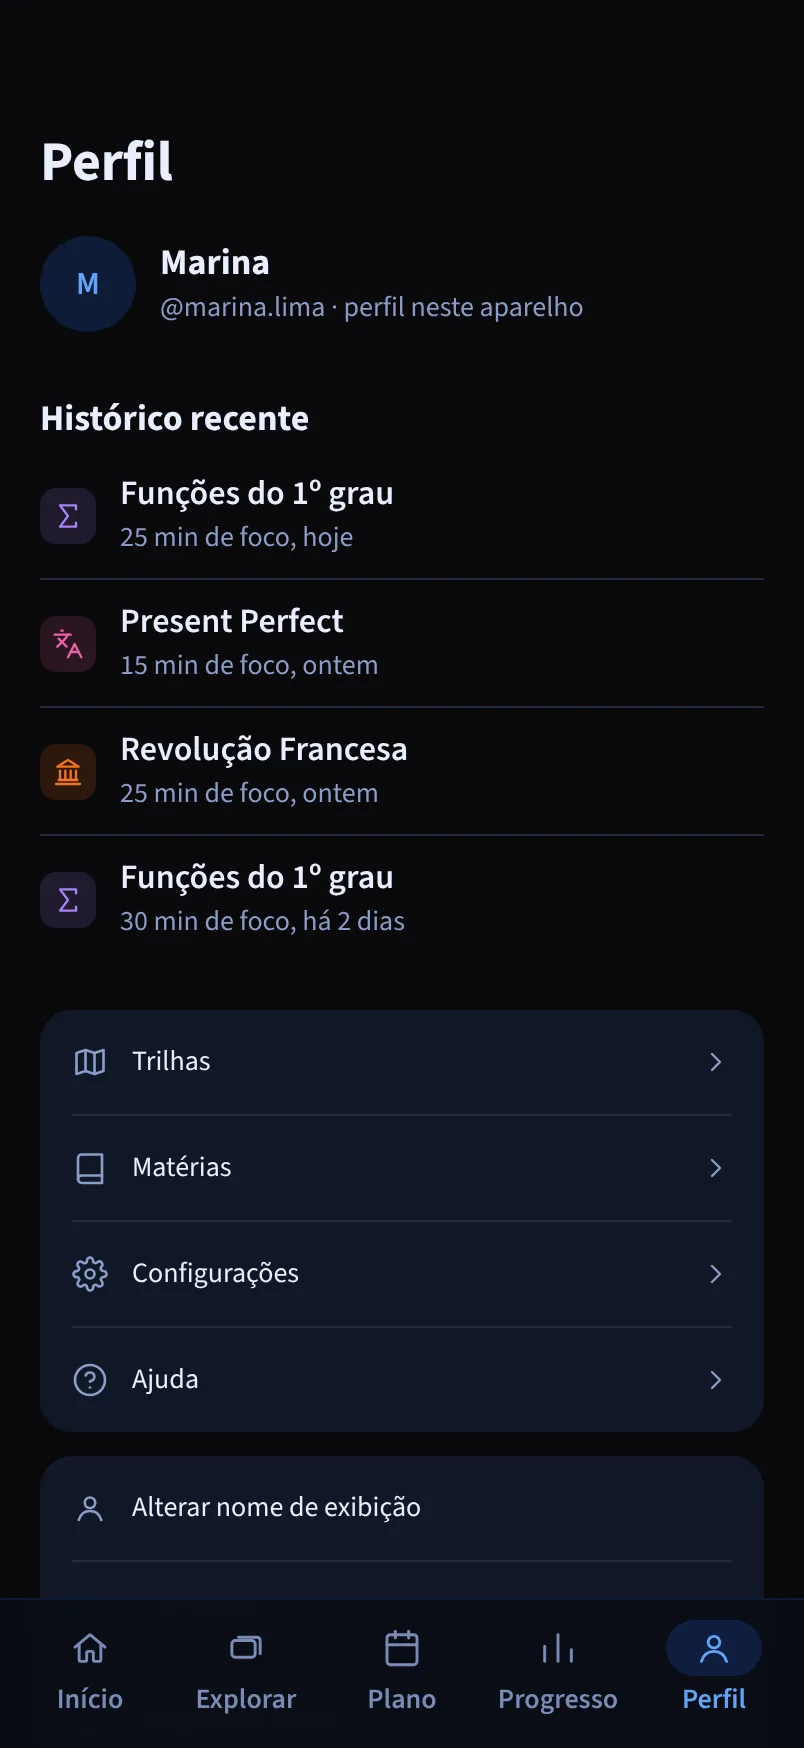 Perfil
M
Marina
@marina.lima · perfil neste aparelho
Histórico recente
Funções do 1º grau
25 min de foco, hoje
Present Perfect
15 min de foco, ontem
Revolução Francesa
25 min de foco, ontem
Funções do 1º grau
30 min de foco, há 2 dias
Trilhas
Matérias
Configurações
Ajuda
Alterar nome de exibição
Início Explorar Plano Progresso Perfil